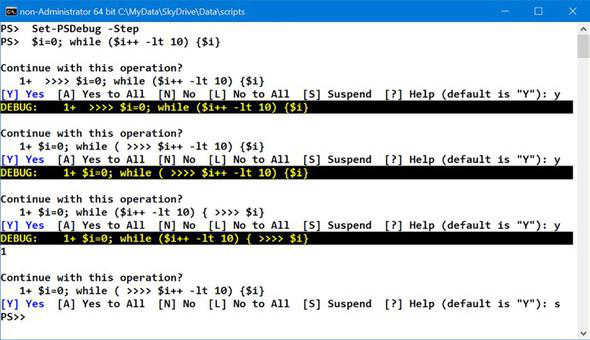 non-Administrator 64 bit C:\MyData\SkyDrive\Data\scripts
PS>  Set-PSDebug -Step
PS>  $i=0; while ($i++ -lt 10) {$i}
Continue with this operation?
   1+  >>>> $i=0; while ($i++ -lt 10) {$i}
[Y] Yes  [A] Yes to All  [N] No  [L] No to All  [S] Suspend  [?] Help (default is "Y"): y
DEBUG:    1+  >>>> $i=0; while ($i++ -lt 10) {$i}
Continue with this operation?
   1+ $i=0; while ( >>>> $i++ -lt 10) {$i}
[Y] Yes  [A] Yes to All  [N] No  [L] No to All  [S] Suspend  [?] Help (default is "Y"): y
DEBUG:    1+ $i=0; while ( >>>> $i++ -lt 10) {$i}
Continue with this operation?
   1+ $i=0; while ($i++ -lt 10) { >>>> $i}
[Y] Yes  [A] Yes to All  [N] No  [L] No to All  [S] Suspend  [?] Help (default is "Y"): y
DEBUG:    1+ $i=0; while ($i++ -lt 10) { >>>> $i}
1
Continue with this operation?
   1+ $i=0; while ( >>>> $i++ -lt 10) {$i}
[Y] Yes  [A] Yes to All  [N] No  [L] No to All  [S] Suspend  [?] Help (default is "Y"): s
PS>>